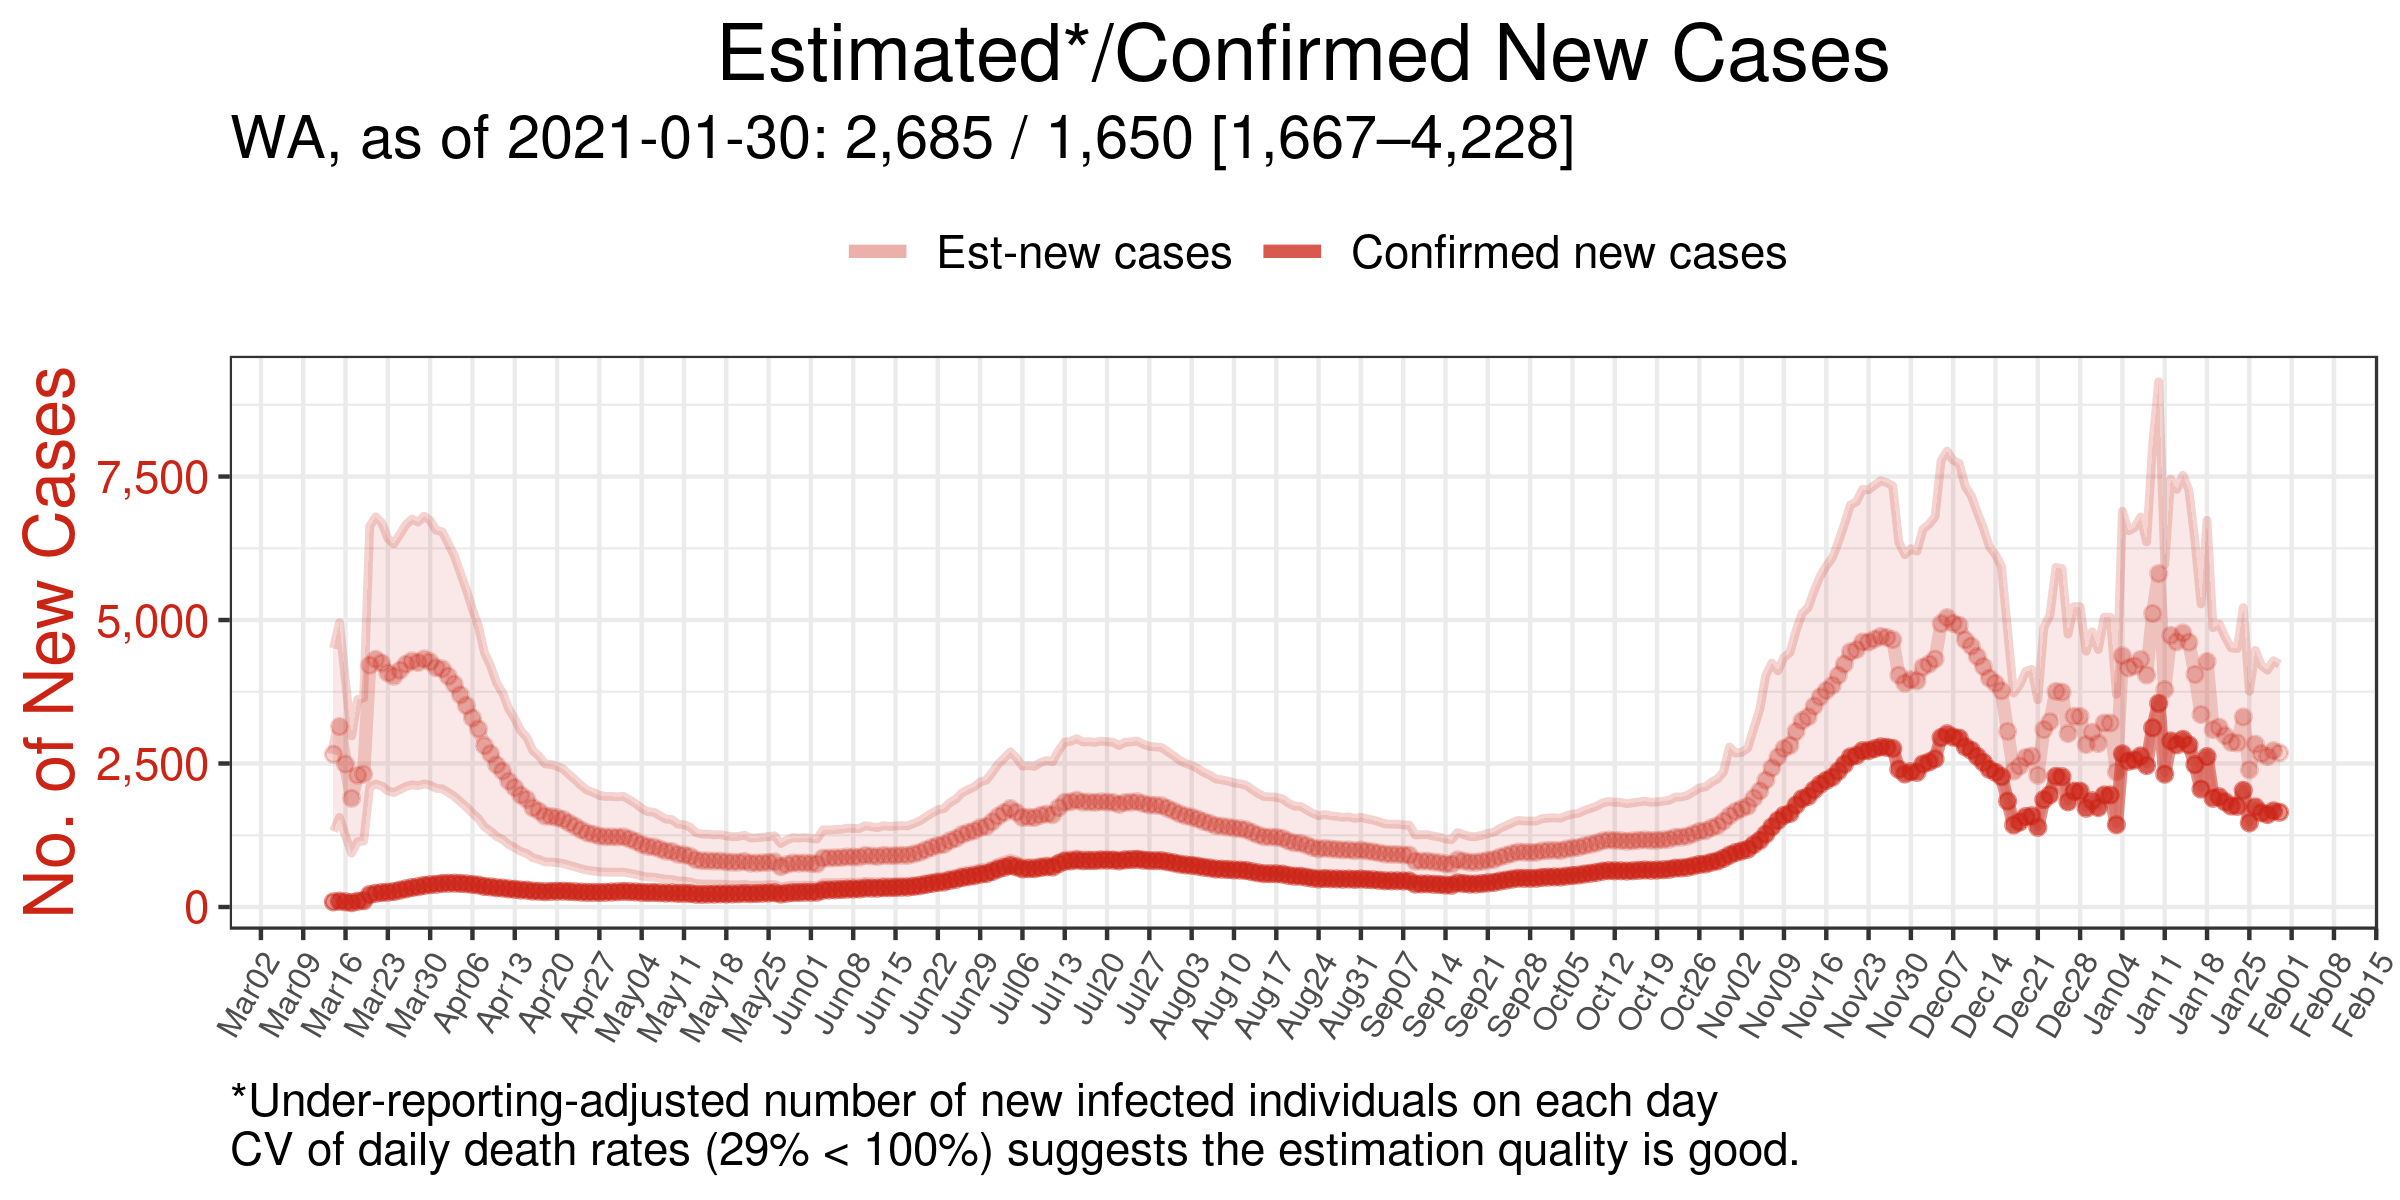 Estimated*/Confirmed New Cases
WA, as of 2021-01-30: 2,685 / 1,650 [1,667–4,228]
Est-new cases Confirmed new cases
No. of New Cases
7,500
5,000
2,500
0
Mar02 Mar09 Mar16 Mar23 Mar30 Apr06 Apr13 Apr20 Apr27 May04 May11 May18 May25 Jun01 Jun08 Jun15 Jun22 Jun29 Jul06 Jul13 Jul20 Jul27 Aug03 Aug10 Aug17 Aug24 Aug31 Sep07 Sep14 Sep21 Sep28 Oct05 Oct12 Oct19 Oct26 Nov02 Nov09 Nov16 Nov23 Nov30 Dec07 Dec14 Dec21 Dec28 Jan04 Jan11 Jan18 Jan25 Feb01 Feb08 Feb15
*Under-reporting-adjusted number of new infected individuals on each day
CV of daily death rates (29% < 100%) suggests the estimation quality is good.